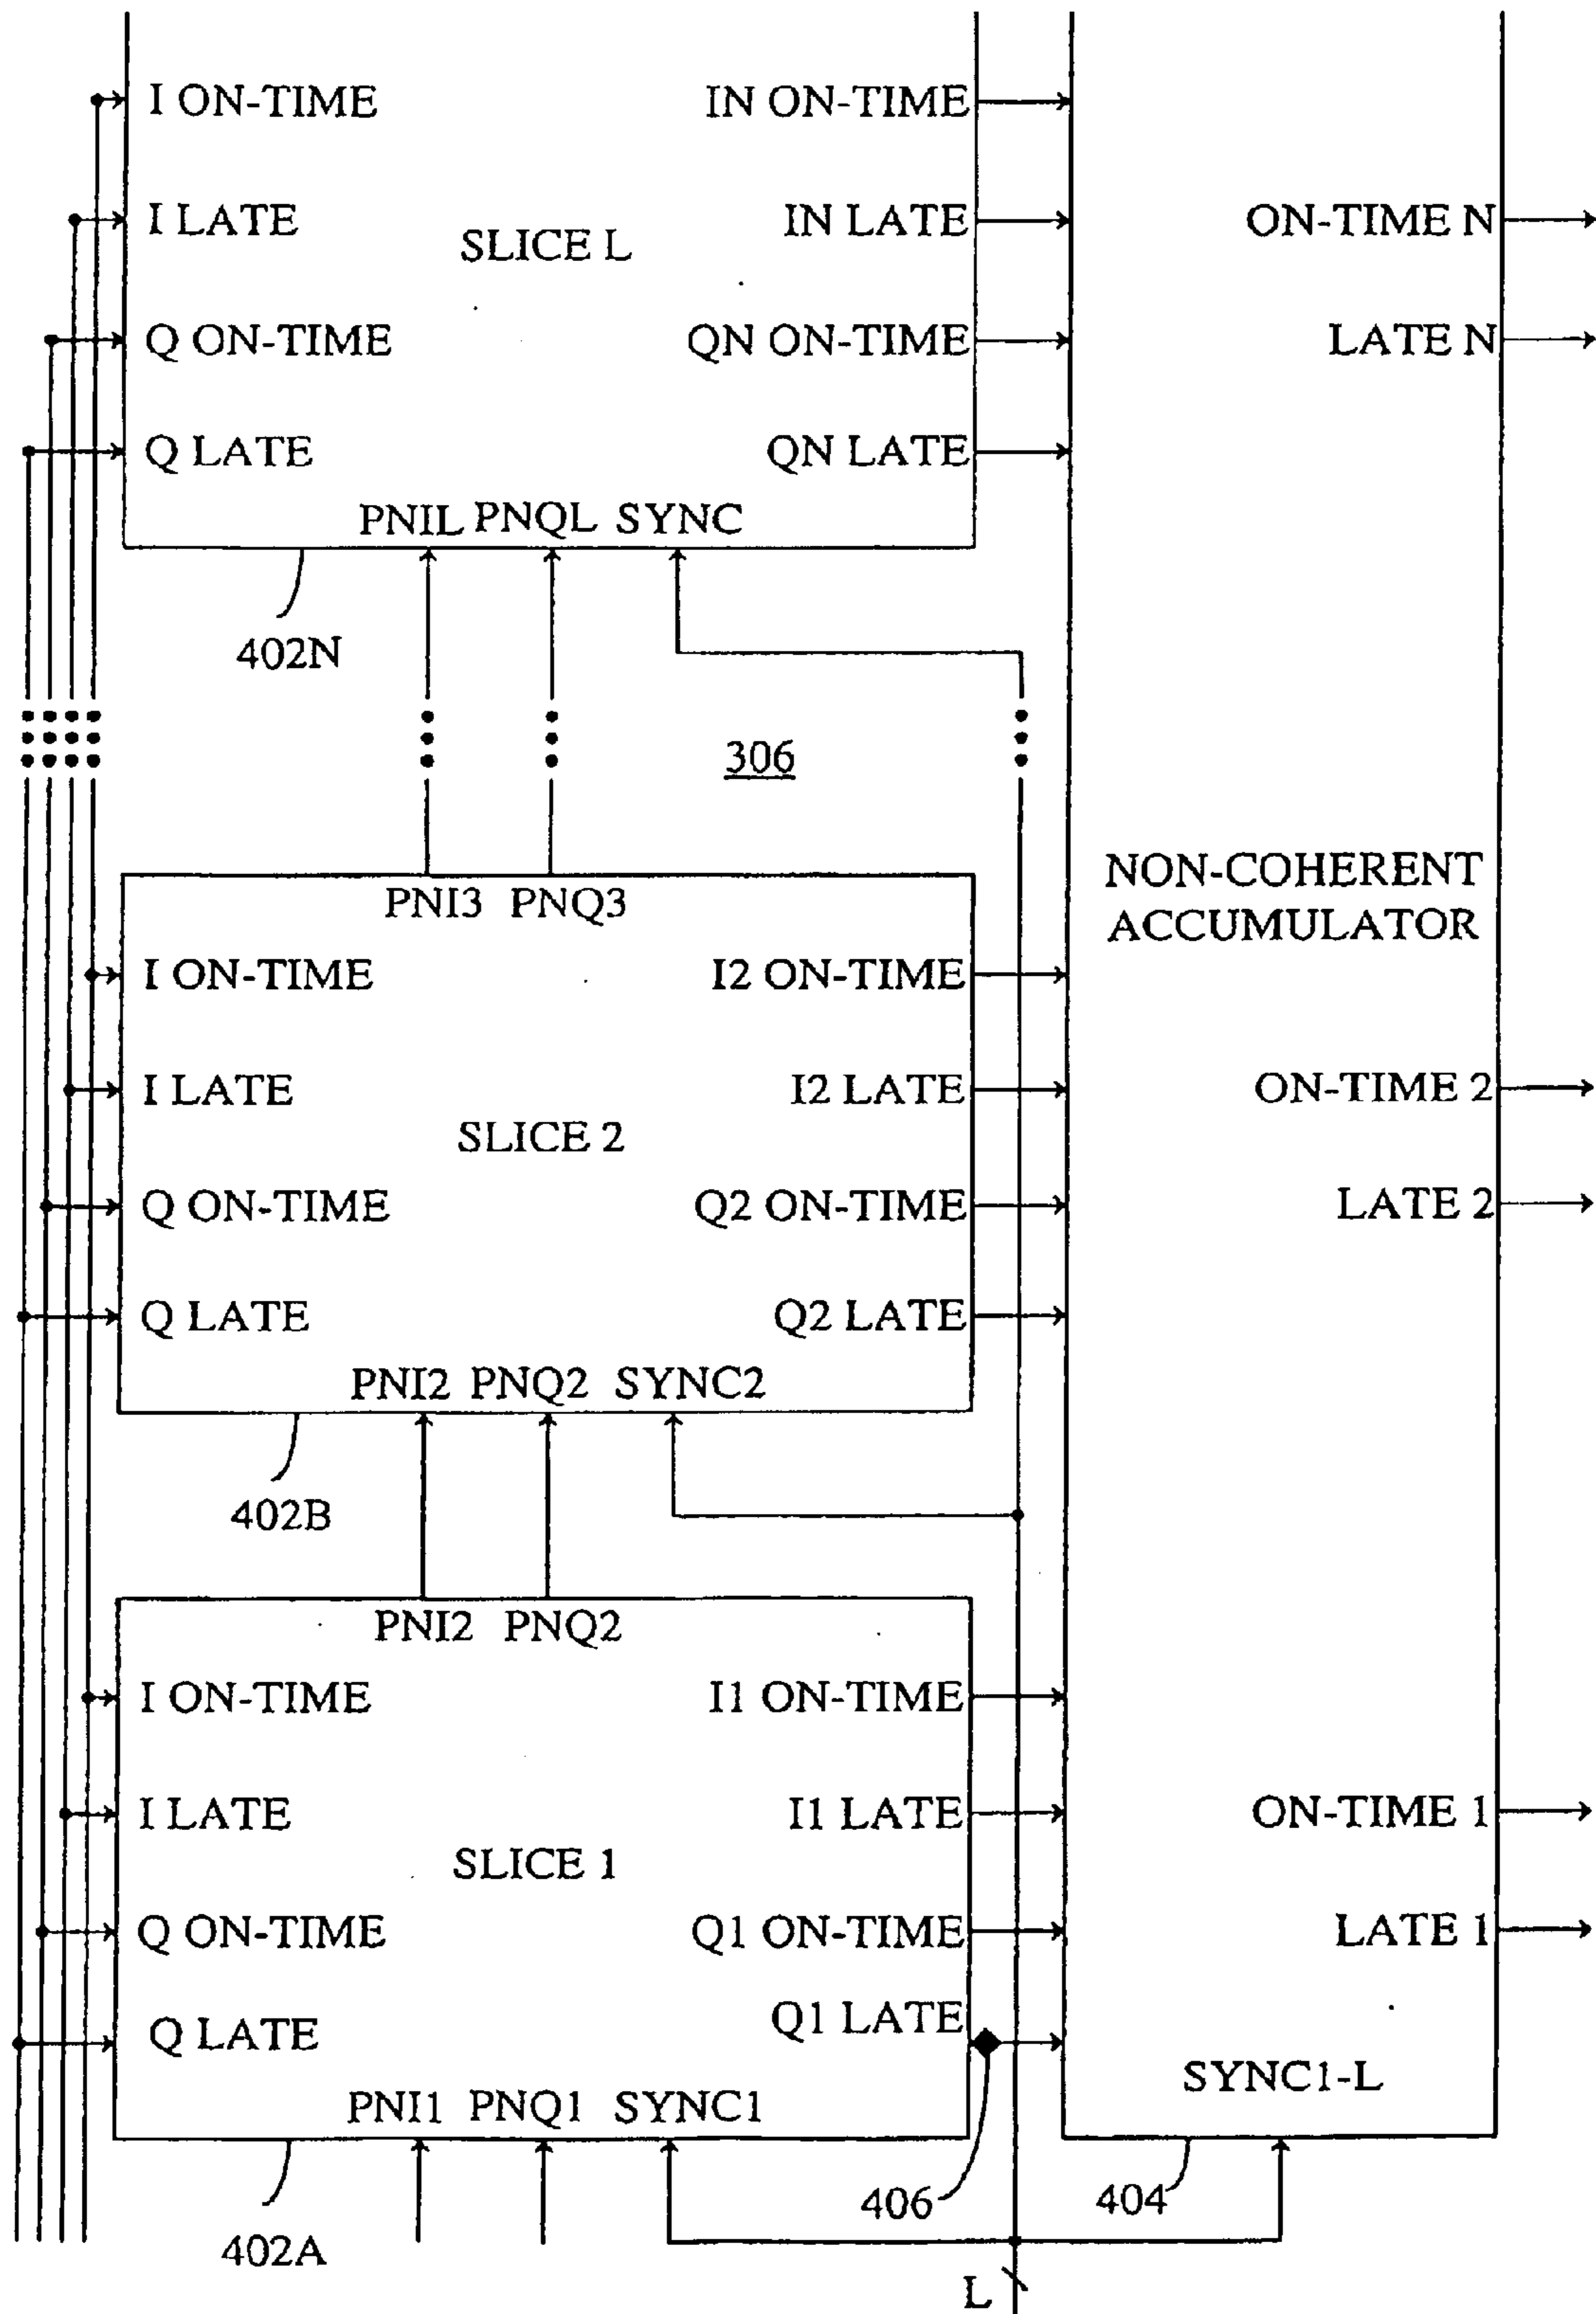 I ON-TIME IN ON-TIME
I LATE IN LATE ON-TIME N
SLICE L
Q ON-TIME QN ON-TIME LATE N
Q LATE QN LATE
PNIL PNQL SYNC
402N
306
NON-COHERENT
ACCUMULATOR
PNI3 PNQ3
I ON-TIME I2 ON-TIME
I LATE I2 LATE ON-TIME 2
SLICE 2
Q ON-TIME Q2 ON-TIME LATE 2
Q LATE Q2 LATE
PNI2 PNQ2 SYNC2
402B
PNI2 PNQ2
I ON-TIME I1 ON-TIME
I LATE I1 LATE ON-TIME 1
SLICE 1
Q ON-TIME Q1 ON-TIME LATE 1
Q LATE Q1 LATE
SYNC1-L
PNI1 PNQ1 SYNC1
406 404
402A
L